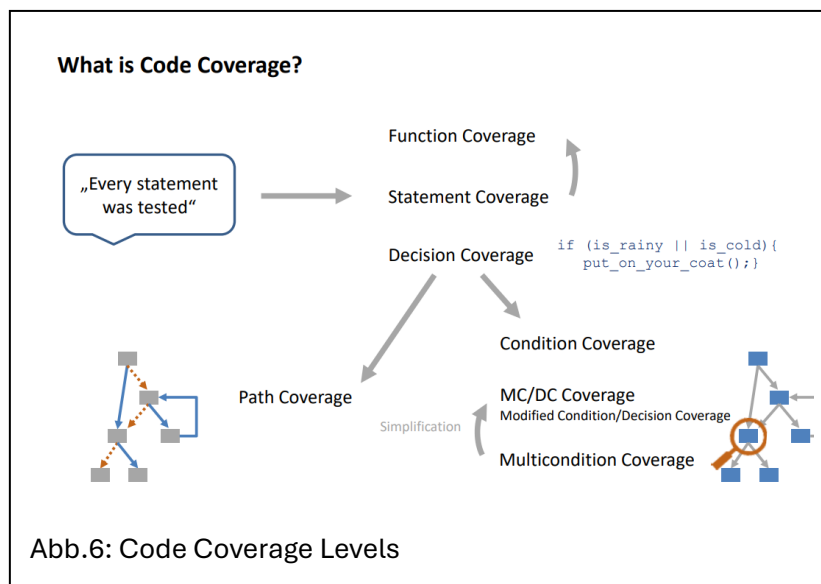 What is Code Coverage?
Function Coverage
„Every statement
was tested“
Statement Coverage
Decision Coverage
if (is_rainy || is_cold){
put_on_your_coat();}
Condition Coverage
Path Coverage
MC/DC Coverage
Modified Condition/Decision Coverage
Simplification
Multicondition Coverage
Abb.6: Code Coverage Levels